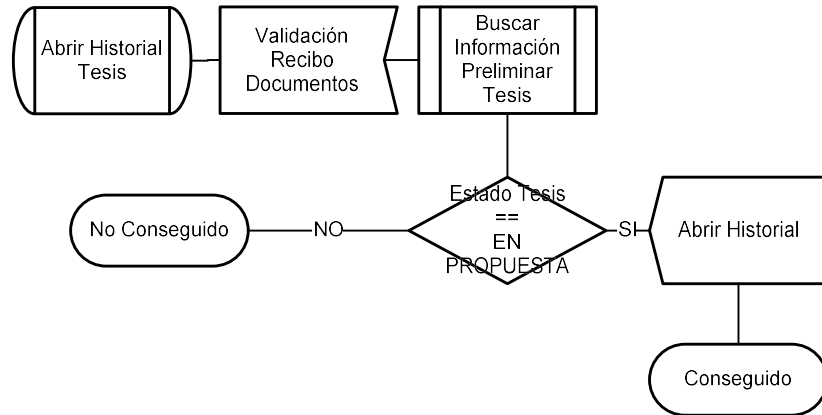 Abrir Historial
Tesis
Validación
Recibo
Documentos
Buscar
Información
Preliminar
Tesis
Estado Tesis
==
EN
PROPUESTA
No Conseguido
NO
SI
Abrir Historial
Conseguido